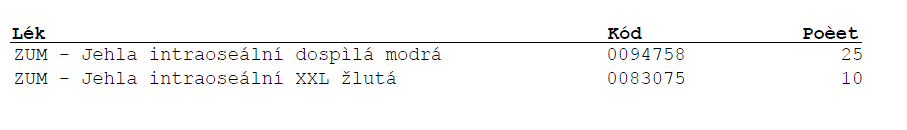 Lék Kód Poèet
ZUM - Jehla intraoseální dospìlá modrá 0094758 25
ZUM - Jehla intraoseální XXL žlutá 0083075 10